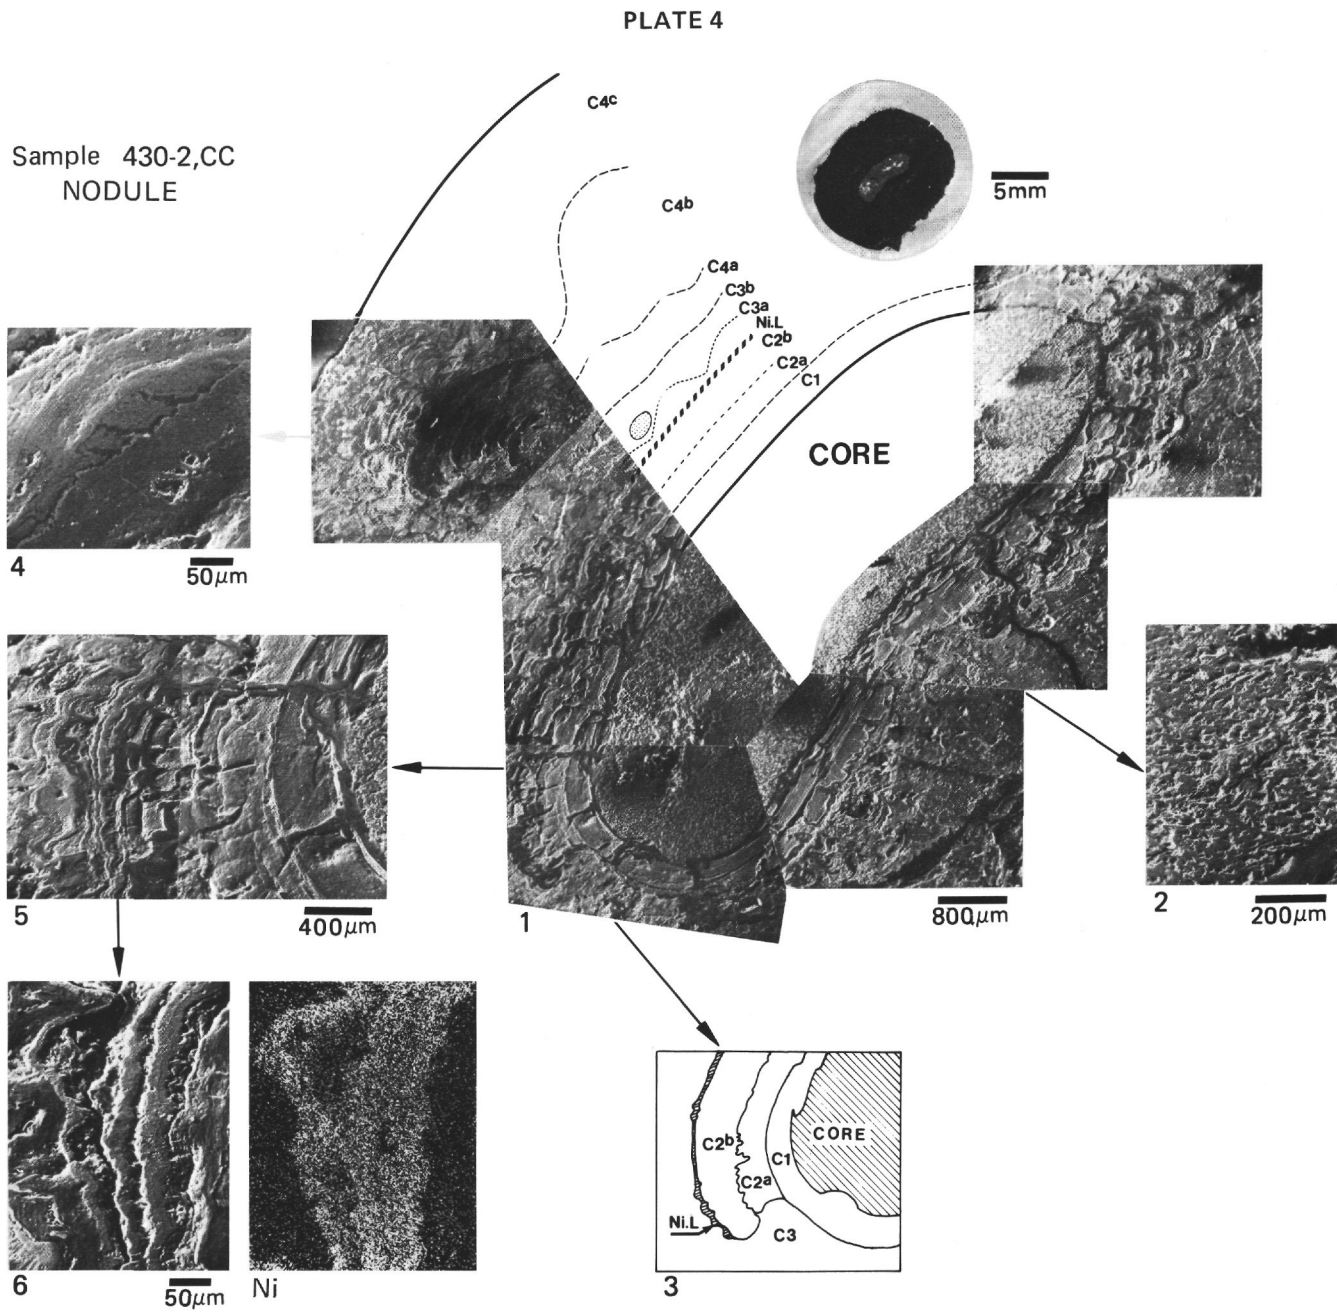 PLATE 4
C4c
Sample 430-2,CC
NODULE
5mm
C4b
C4a
C3b
C3a
Ni.L
C2b
C2a
C1
CORE
4
50μm
5
400μm
1
800μm
2
200μm
6
50μm
Ni
C2b
C1
CORE
C2a
Ni.L
C3
3